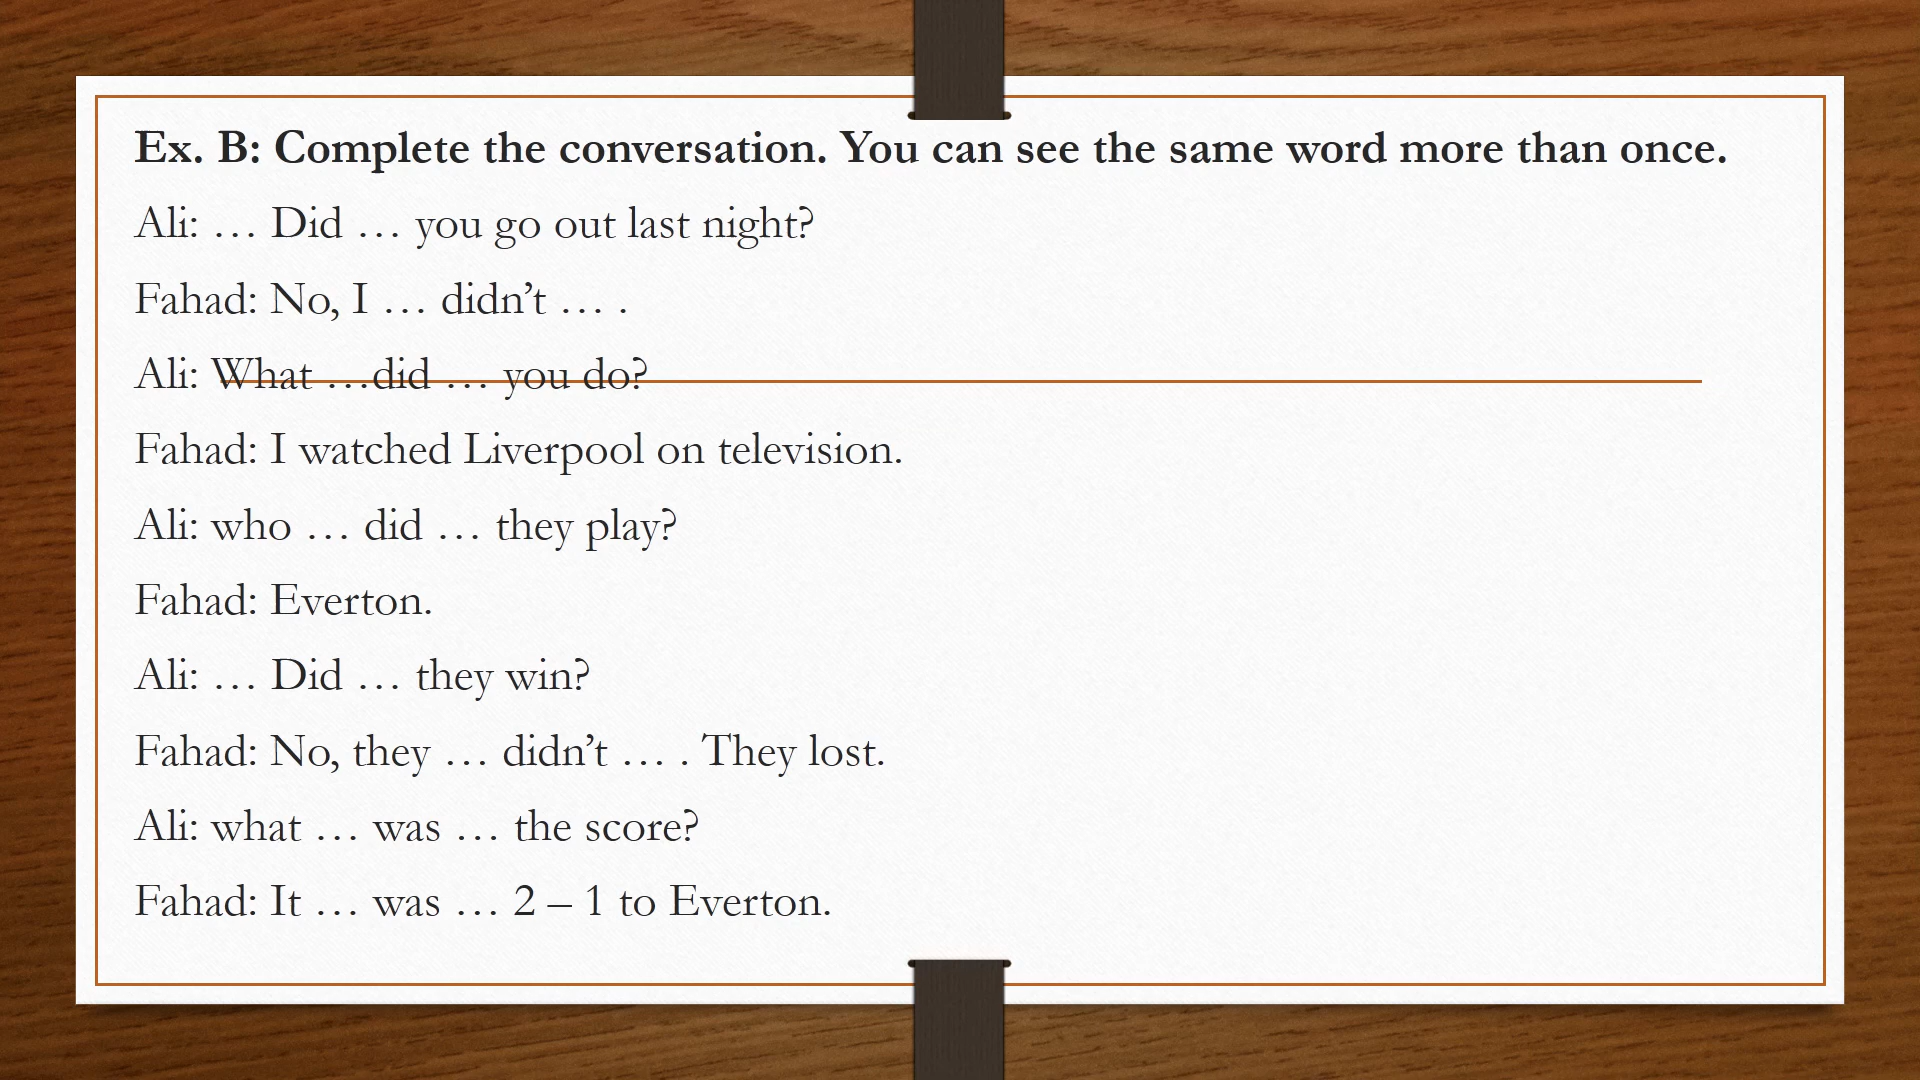 Ex. B: Complete the conversation. You can see the same word more than once.
Ali: … Did … you go out last night?
Fahad: No, I … didn’t … .
Ali: What …did … you do?
Fahad: I watched Liverpool on television.
Ali: who … did … they play?
Fahad: Everton.
Ali: … Did … they win?
Fahad: No, they … didn’t … . They lost.
Ali: what … was … the score?
Fahad: It … was … 2 – 1 to Everton.